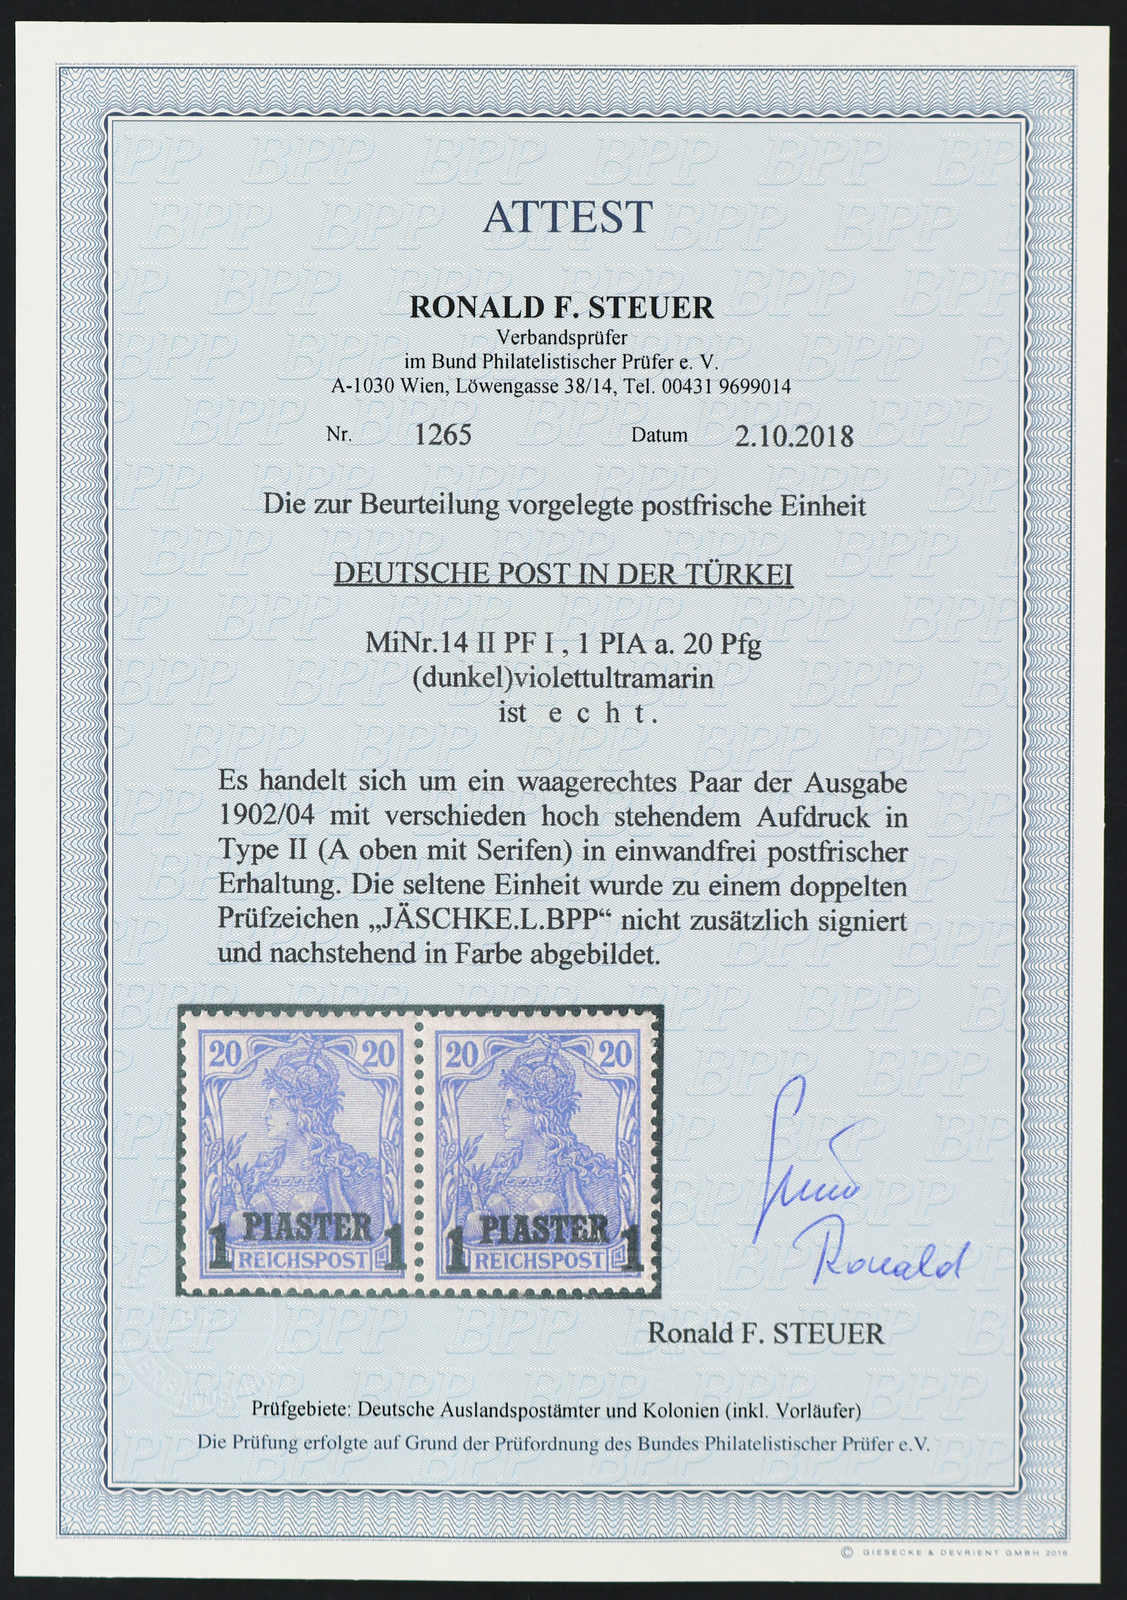 ATTEST
RONALD F. STEUER
Verbandsprüfer
im Bund Philatelistischer Prüfer e. V.
A-1030 Wien, Löwengasse 38/14, Tel. 00431 9699014
Nr. 1265 Datum 2.10.2018
Die zur Beurteilung vorgelegte postfrische Einheit
DEUTSCHE POST IN DER TÜRKEI
MiNr.14 II PF I , 1 PIA a. 20 Pfg
(dunkel)violettultramarin
ist e c h t .
Es handelt sich um ein waagerechtes Paar der Ausgabe
1902/04 mit verschieden hoch stehendem Aufdruck in
Type II (A oben mit Serifen) in einwandfrei postfrischer
Erhaltung. Die seltene Einheit wurde zu einem doppelten
Prüfzeichen „JÄSCHKE.L.BPP“ nicht zusätzlich signiert
und nachstehend in Farbe abgebildet.
20 20 20 20
1 PIASTER 1 1 PIASTER 1
REICHSPOST REICHSPOST
Ronald
Ronald F. STEUER
Prüfgebiete: Deutsche Auslandspostämter und Kolonien (inkl. Vorläufer)
Die Prüfung erfolgte auf Grund der Prüfordnung des Bundes Philatelistischer Prüfer e.V.
© GIESECKE & DEVRIENT GMBH 2016